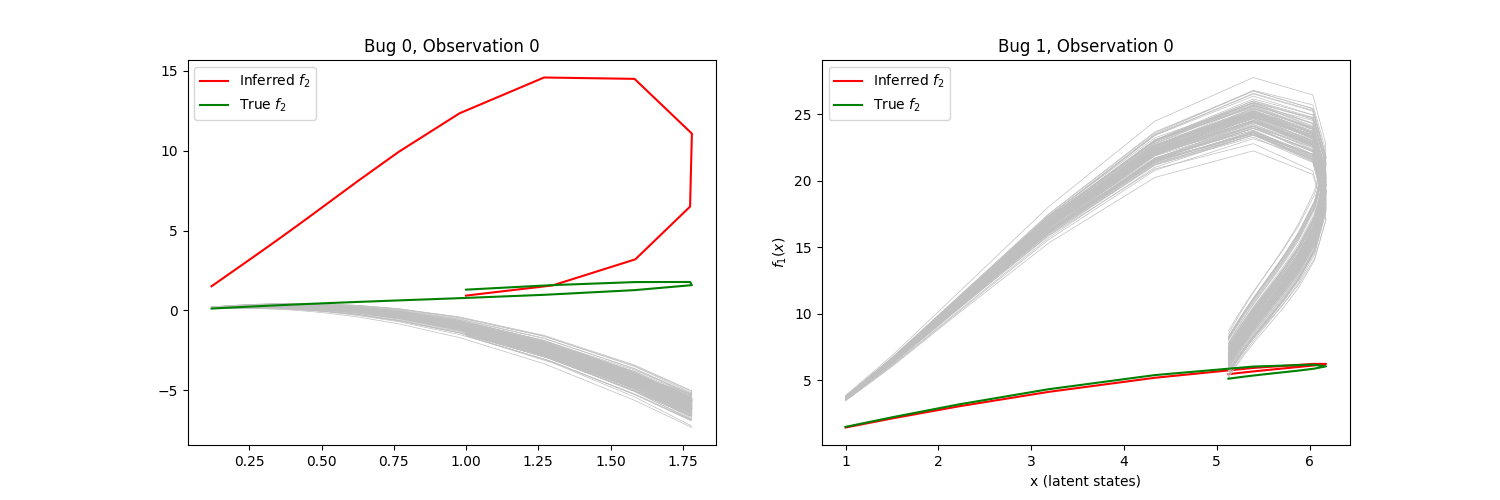 Bug 0, Observation 0
Inferred f₂
True f₂
15
10
5
0
−5
0.25 0.50 0.75 1.00 1.25 1.50 1.75
Bug 1, Observation 0
Inferred f₂
True f₂
f₁(x)
25
20
15
10
5
1 2 3 4 5 6
x (latent states)